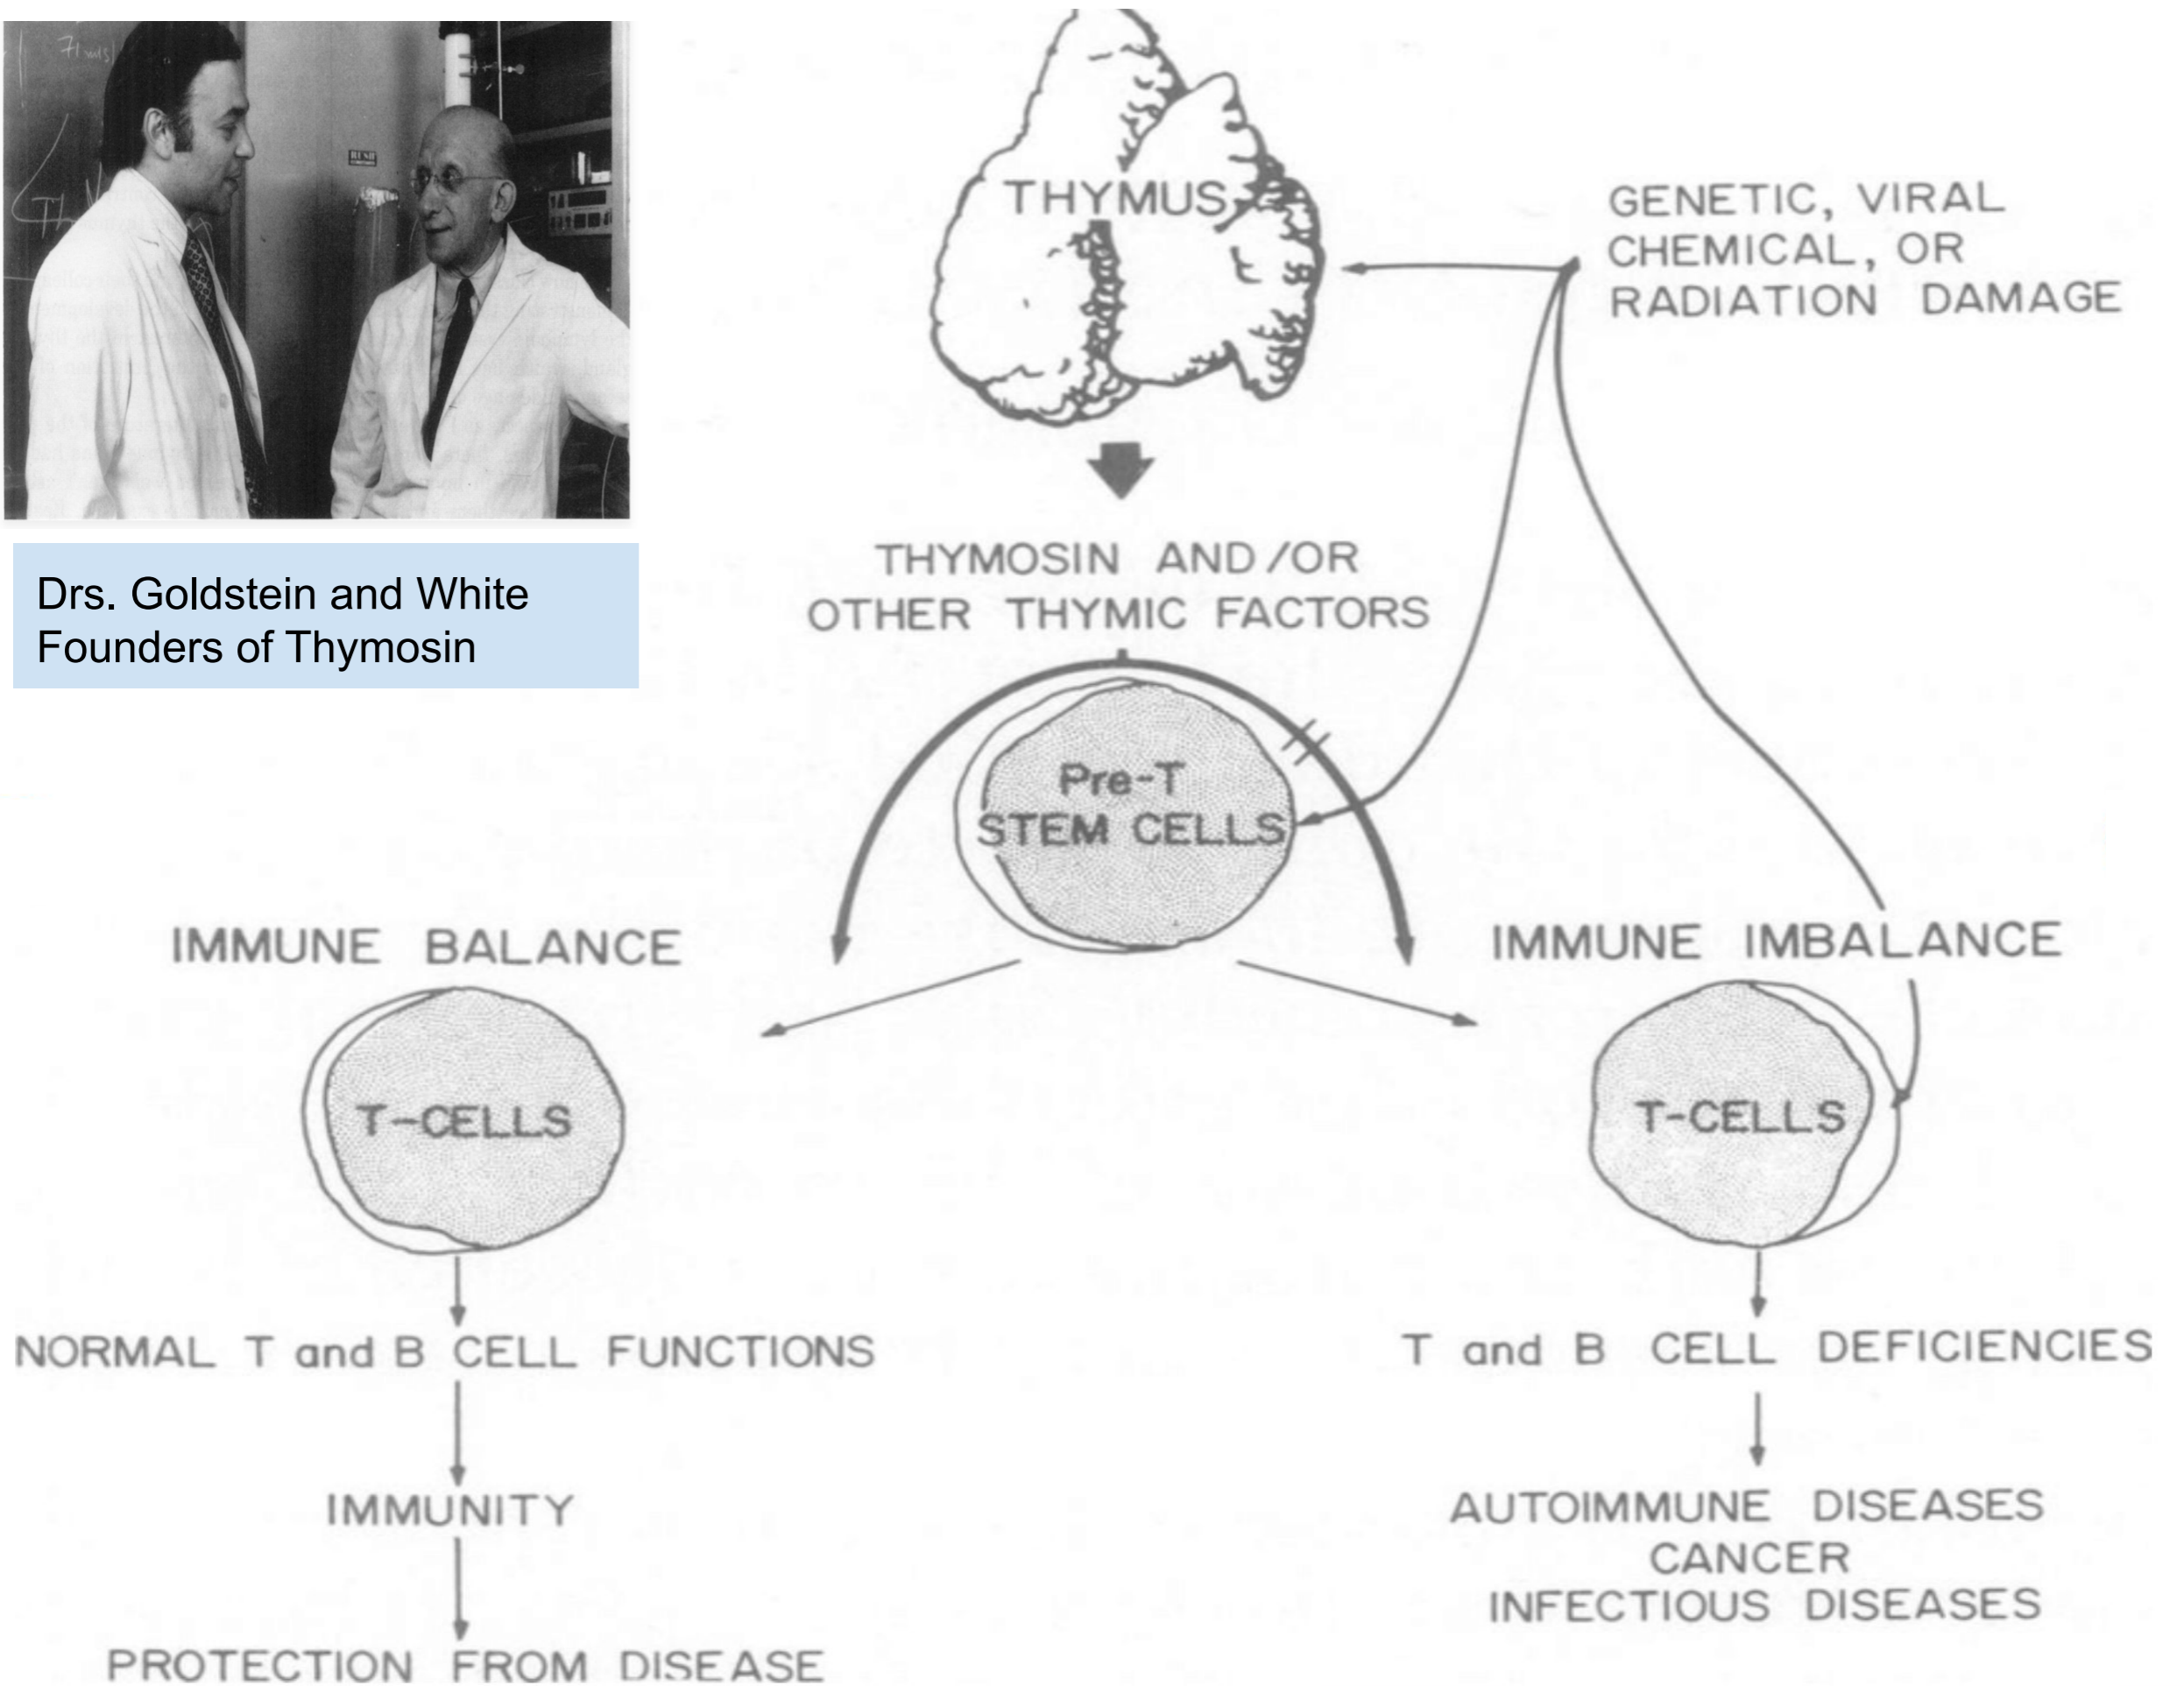 71 mls
Drs. Goldstein and White
Founders of Thymosin
THYMUS
GENETIC, VIRAL
CHEMICAL, OR
RADIATION DAMAGE
THYMOSIN AND/OR
OTHER THYMIC FACTORS
Pre-T
STEM CELLS
IMMUNE BALANCE
IMMUNE IMBALANCE
T-CELLS
T-CELLS
NORMAL T and B CELL FUNCTIONS
T and B CELL DEFICIENCIES
IMMUNITY
AUTOIMMUNE DISEASES
CANCER
INFECTIOUS DISEASES
PROTECTION FROM DISEASE